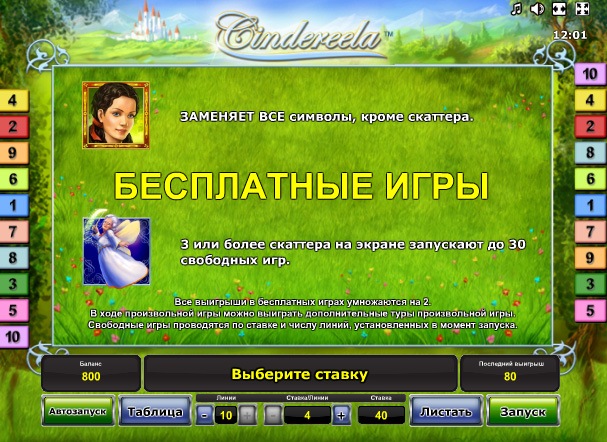 Cindereela™
12:01
10
4
2
9
6
1
7
8
3
5
10
4
2
8
6
1
7
9
3
5
ЗАМЕНЯЕТ ВСЕ символы, кроме скаттера.
БЕСПЛАТНЫЕ ИГРЫ
3 или более скаттера на экране запускают до 30
свободных игр.
Все выигрыши в бесплатных играх умножаются на 2.
В ходе произвольной игры можно выиграть дополнительные туры произвольной игры.
Свободные игры проводятся по ставке и числу линий, установленных в момент запуска.
Баланс
800
Выберите ставку
Последний выигрыш
80
Автозапуск
Таблица
Линии
- 10 +
Ставка/Линии
- 4 +
Ставка
40
Листать
Запуск